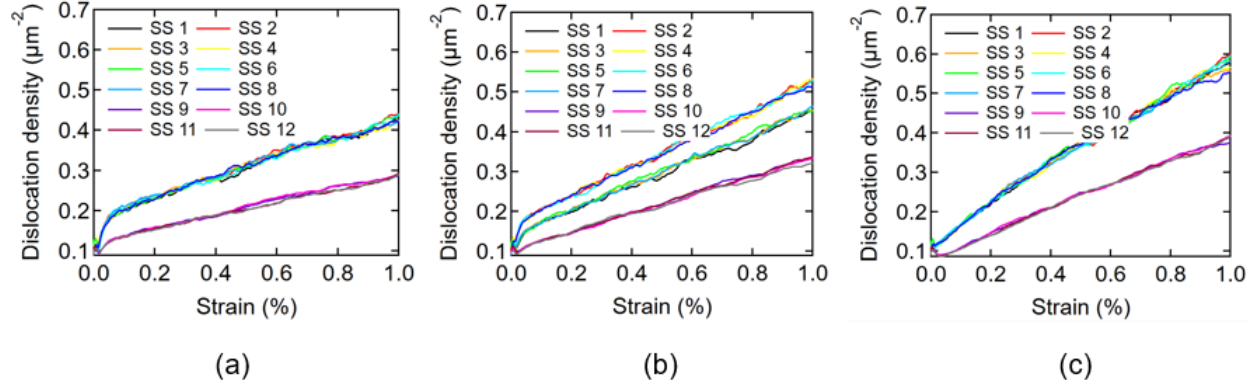 Dislocation density (μm⁻²)
0.7
0.6
0.5
0.4
0.3
0.2
0.1
SS 1 SS 2
SS 3 SS 4
SS 5 SS 6
SS 7 SS 8
SS 9 SS 10
SS 11 SS 12
0.0 0.2 0.4 0.6 0.8 1.0
Strain (%)
(a)
Dislocation density (μm⁻²)
0.7
0.6
0.5
0.4
0.3
0.2
0.1
SS 1 SS 2
SS 3 SS 4
SS 5 SS 6
SS 7 SS 8
SS 9 SS 10
SS 11 SS 12
0.0 0.2 0.4 0.6 0.8 1.0
Strain (%)
(b)
Dislocation density (μm⁻²)
0.7
0.6
0.5
0.4
0.3
0.2
0.1
SS 1 SS 2
SS 3 SS 4
SS 5 SS 6
SS 7 SS 8
SS 9 SS 10
SS 11 SS 12
0.0 0.2 0.4 0.6 0.8 1.0
Strain (%)
(c)